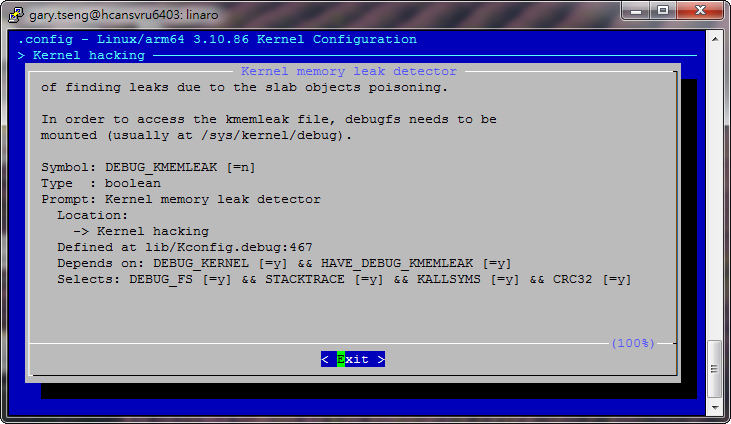 gary.tseng@hcansvru6403: linaro
.config - Linux/arm64 3.10.86 Kernel Configuration
> Kernel hacking
Kernel memory leak detector
of finding leaks due to the slab objects poisoning.
In order to access the kmemleak file, debugfs needs to be
mounted (usually at /sys/kernel/debug).
Symbol: DEBUG_KMEMLEAK [=n]
Type  : boolean
Prompt: Kernel memory leak detector
  Location:
    -> Kernel hacking
  Defined at lib/Kconfig.debug:467
  Depends on: DEBUG_KERNEL [=y] && HAVE_DEBUG_KMEMLEAK [=y]
  Selects: DEBUG_FS [=y] && STACKTRACE [=y] && KALLSYMS [=y] && CRC32 [=y]
(100%)
< Exit >